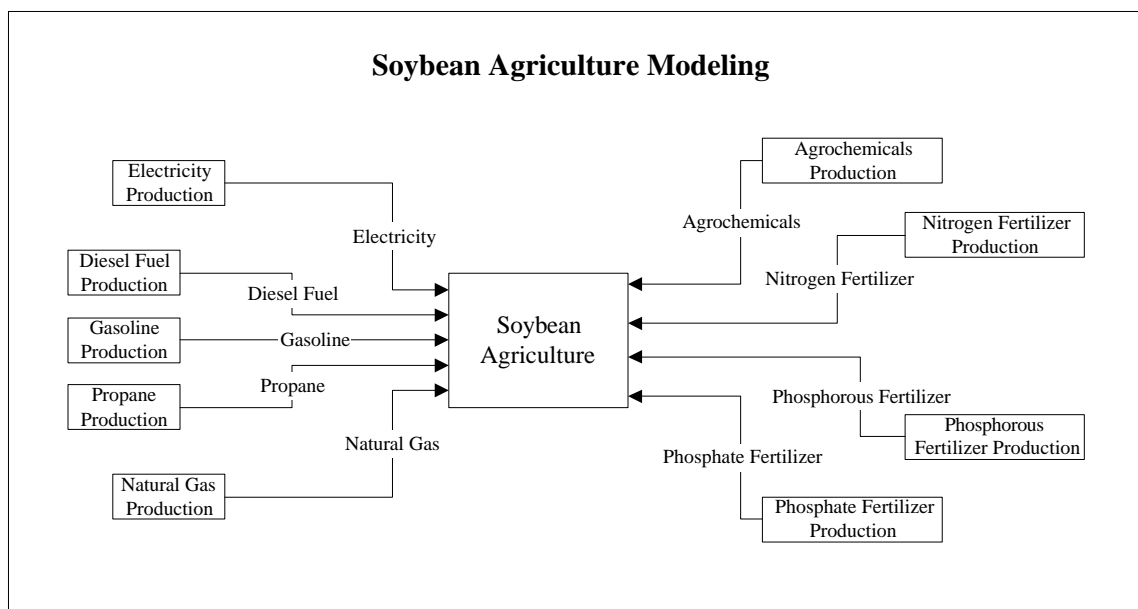 Soybean Agriculture Modeling
Electricity
Production
Electricity
Diesel Fuel
Production
Diesel Fuel
Gasoline
Production
Gasoline
Propane
Production
Propane
Natural Gas
Natural Gas
Production
Soybean
Agriculture
Agrochemicals
Production
Agrochemicals
Nitrogen Fertilizer
Production
Nitrogen Fertilizer
Phosphorous Fertilizer
Phosphorous
Fertilizer Production
Phosphate Fertilizer
Phosphate Fertilizer
Production